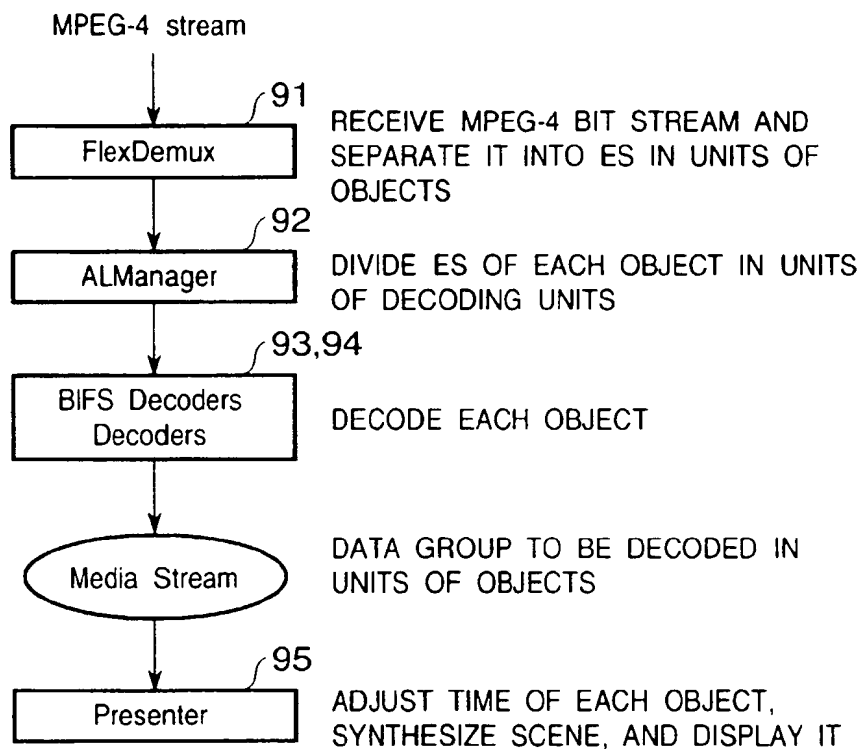 MPEG-4 stream
91
FlexDemux
RECEIVE MPEG-4 BIT STREAM AND
SEPARATE IT INTO ES IN UNITS OF
OBJECTS
92
ALManager
DIVIDE ES OF EACH OBJECT IN UNITS
OF DECODING UNITS
93,94
BIFS Decoders
Decoders
DECODE EACH OBJECT
Media Stream
DATA GROUP TO BE DECODED IN
UNITS OF OBJECTS
95
Presenter
ADJUST TIME OF EACH OBJECT,
SYNTHESIZE SCENE, AND DISPLAY IT